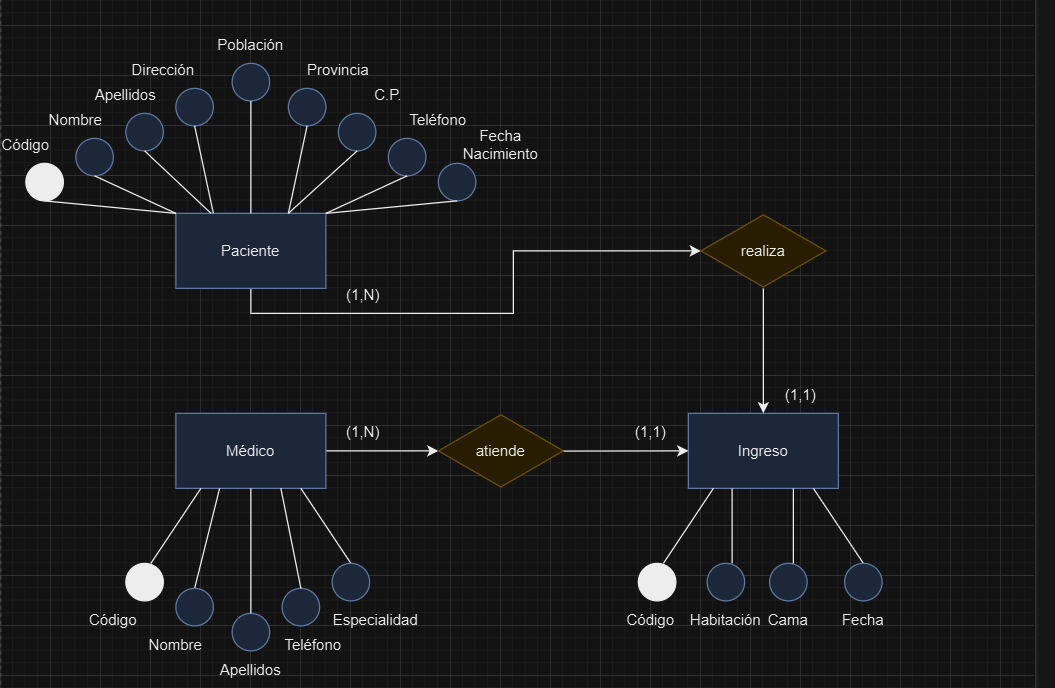 Población
Dirección
Provincia
Apellidos
C.P.
Nombre
Teléfono
Código
Fecha
Nacimiento
Paciente
realiza
(1,N)
(1,1)
(1,N)
(1,1)
Médico
atiende
Ingreso
Código
Especialidad
Código
Habitación
Cama
Fecha
Nombre
Teléfono
Apellidos